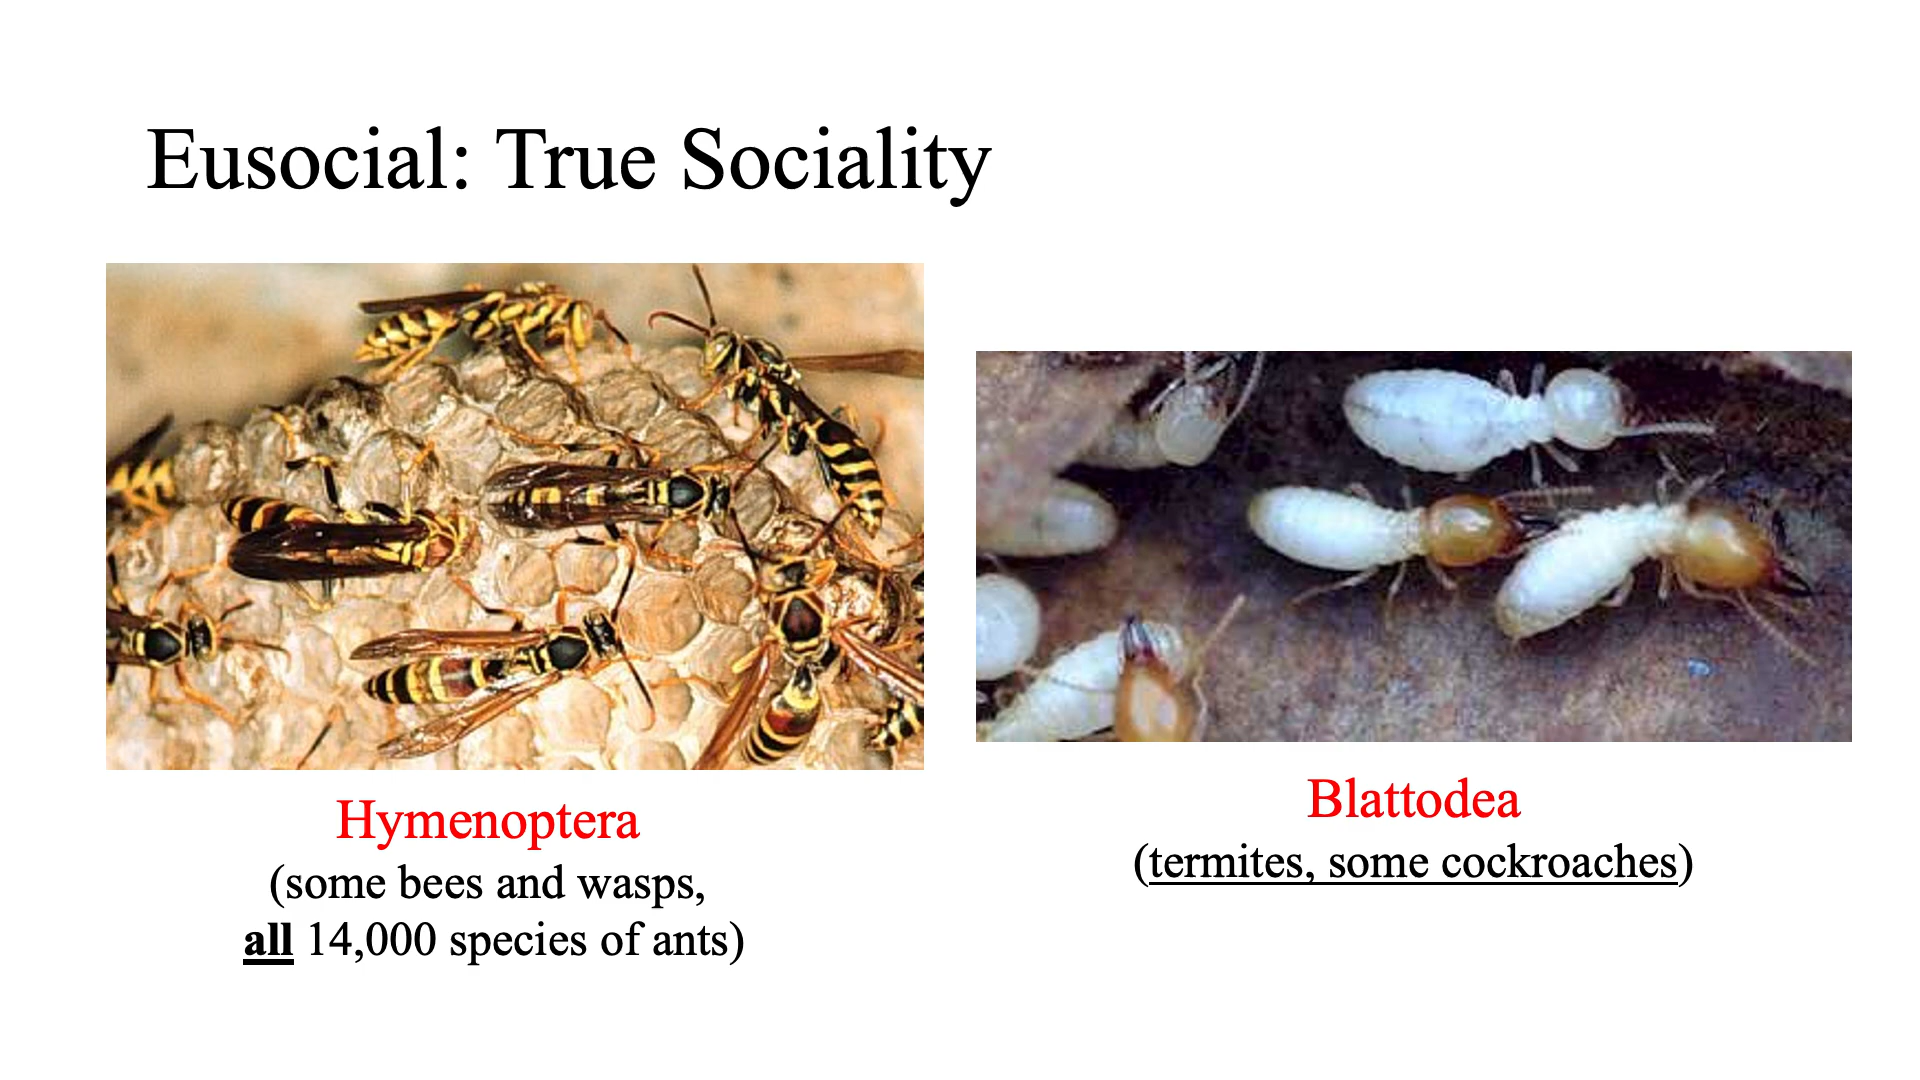 Eusocial: True Sociality
Hymenoptera
(some bees and wasps,
all 14,000 species of ants)
Blattodea
(termites, some cockroaches)